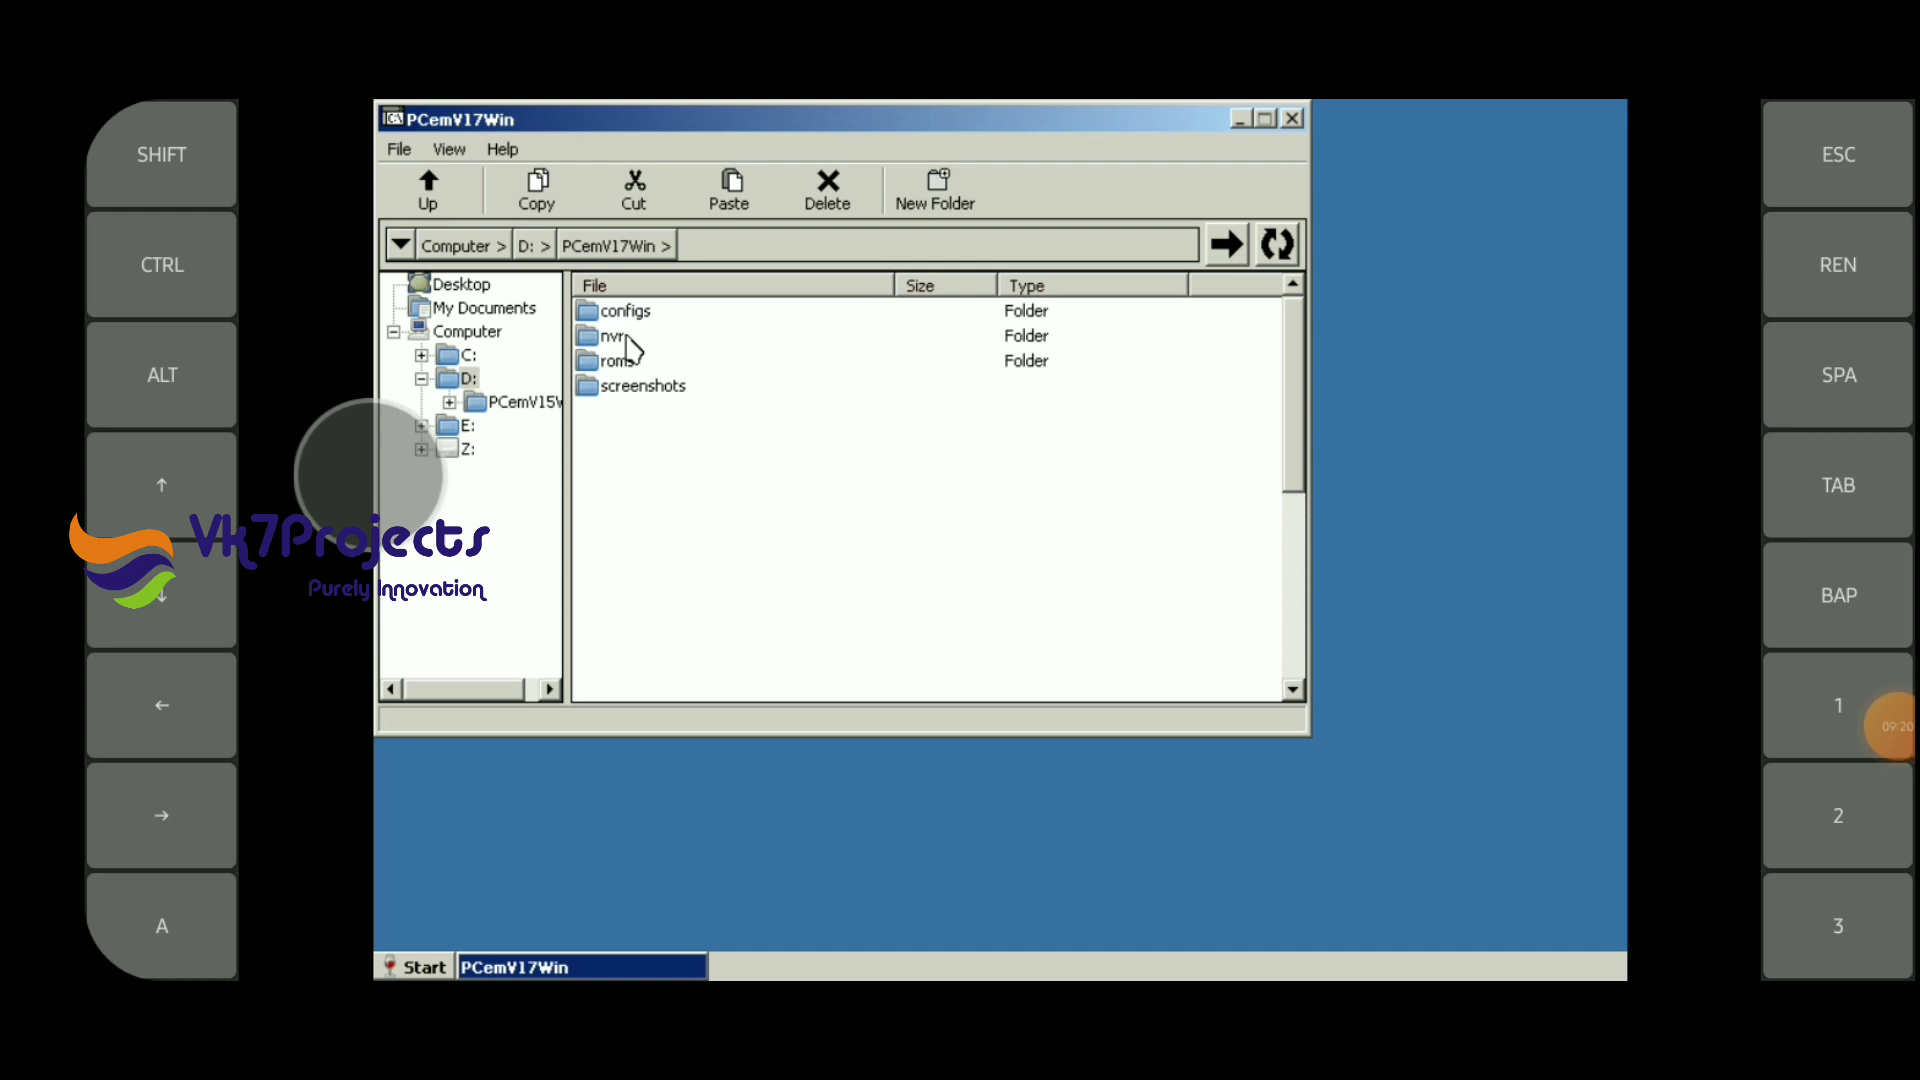 PCemV17Win
File View Help
Up Copy Cut Paste Delete New Folder
Computer > D: > PCemV17Win >
Desktop
My Documents
Computer
C:
D:
PCemV15
E:
Z:
File Size Type
configs Folder
nvr Folder
roms Folder
screenshots
Start PCemV17Win
SHIFT
CTRL
ALT
↑
↓
←
→
A
Vk7Projects
Purely Innovation
ESC
REN
SPA
TAB
BAP
1
09:20
2
3